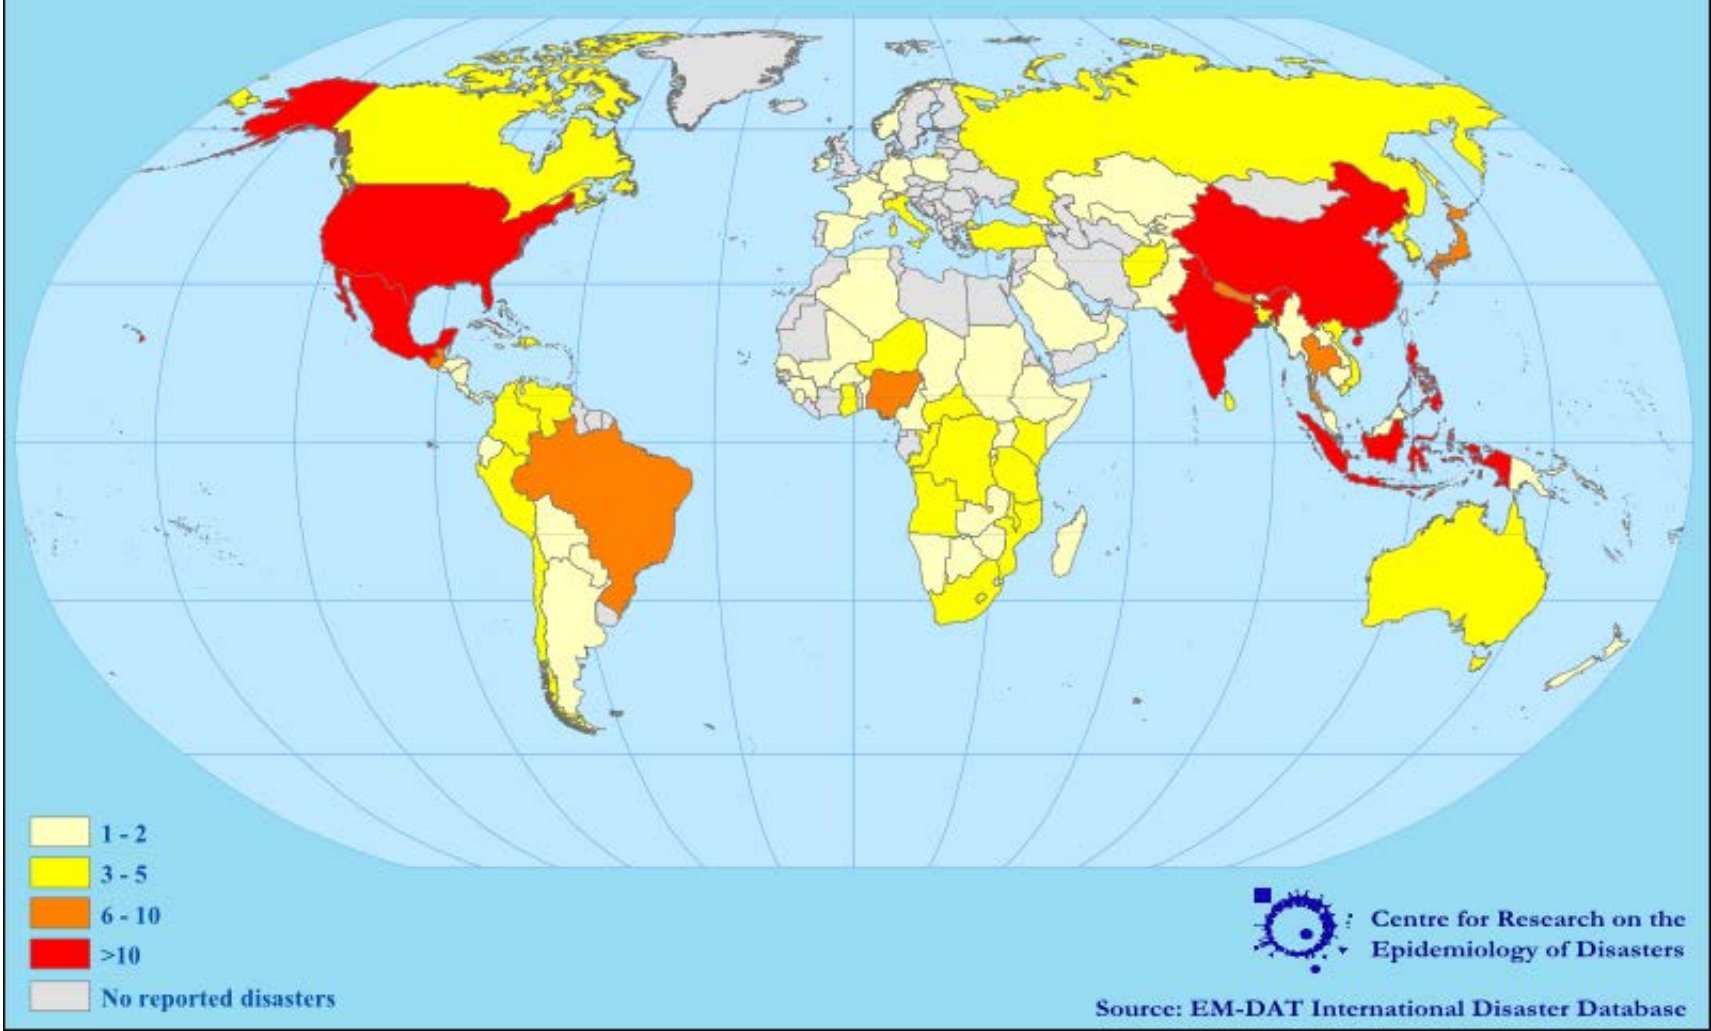 1 - 2
3 - 5
6 - 10
>10
No reported disasters
Centre for Research on the
Epidemiology of Disasters
Source: EM-DAT International Disaster Database